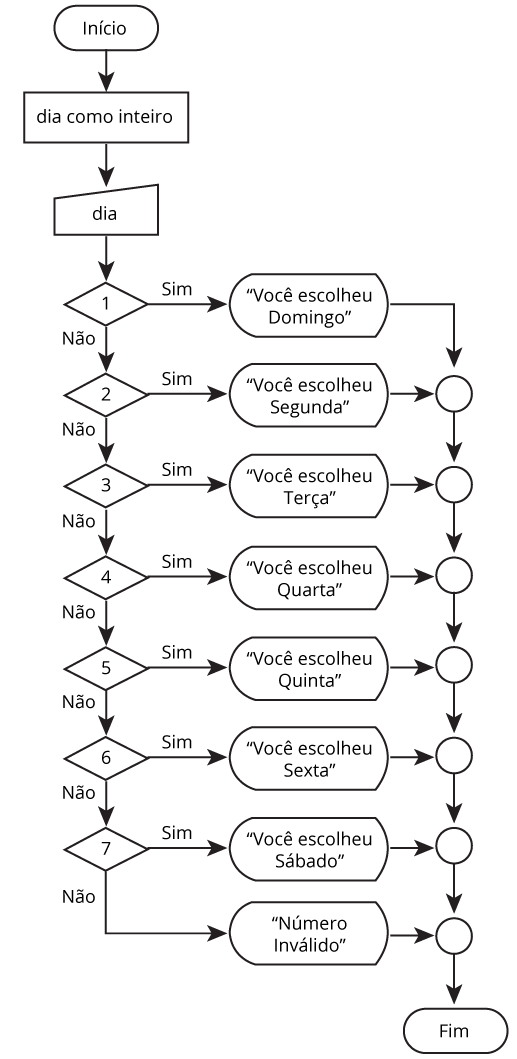 Início
dia como inteiro
dia
1
Sim
“Você escolheu
Domingo”
Não
2
Sim
“Você escolheu
Segunda”
Não
3
Sim
“Você escolheu
Terça”
Não
4
Sim
“Você escolheu
Quarta”
Não
5
Sim
“Você escolheu
Quinta”
Não
6
Sim
“Você escolheu
Sexta”
Não
7
Sim
“Você escolheu
Sábado”
Não
“Número
Inválido”
Fim